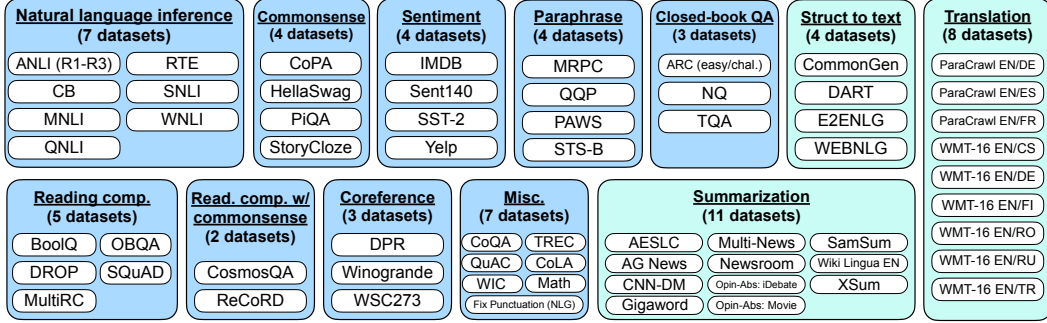 Natural language inference
(7 datasets)
ANLI (R1-R3)
RTE
CB
SNLI
MNLI
WNLI
QNLI
Commonsense
(4 datasets)
CoPA
HellaSwag
PiQA
StoryCloze
Sentiment
(4 datasets)
IMDB
Sent140
SST-2
Yelp
Paraphrase
(4 datasets)
MRPC
QQP
PAWS
STS-B
Closed-book QA
(3 datasets)
ARC (easy/chal.)
NQ
TQA
Struct to text
(4 datasets)
CommonGen
DART
E2ENLG
WEBNLG
Translation
(8 datasets)
ParaCrawl EN/DE
ParaCrawl EN/ES
ParaCrawl EN/FR
WMT-16 EN/CS
WMT-16 EN/DE
WMT-16 EN/FI
WMT-16 EN/RO
WMT-16 EN/RU
WMT-16 EN/TR
Reading comp.
(5 datasets)
BoolQ
OBQA
DROP
SQuAD
MultiRC
Read. comp. w/
commonsense
(2 datasets)
CosmosQA
ReCoRD
Coreference
(3 datasets)
DPR
Winogrande
WSC273
Misc.
(7 datasets)
CoQA
TREC
QuAC
CoLA
WIC
Math
Fix Punctuation (NLG)
Summarization
(11 datasets)
AESLC
Multi-News
SamSum
AG News
Newsroom
Wiki Lingua EN
CNN-DM
Opin-Abs: iDebate
XSum
Gigaword
Opin-Abs: Movie